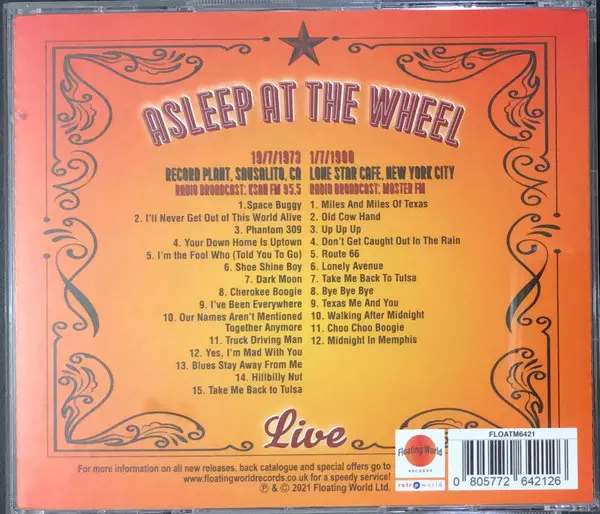 ASLEEP AT THE WHEEL
19/7/1973
RECORD PLANT, SAUSALITO, CA
RADIO BROADCAST: KSAN FM 95.5
1.Space Buggy
2. I'll Never Get Out of This World Alive
3. Phantom 309
4. Your Down Home Is Uptown
5. I'm the Fool Who (Told You To Go)
6. Shoe Shine Boy
7. Dark Moon
8. Cherokee Boogie
9. I've Been Everywhere
10. Our Names Aren't Mentioned
Together Anymore
11. Truck Driving Man
12. Yes, I'm Mad With You
13. Blues Stay Away From Me
14. Hillbilly Nut
15. Take Me Back to Tulsa
1/7/1980
LONE STAR CAFE, NEW YORK CITY
RADIO BROADCAST: MOSTER FM
1. Miles And Miles Of Texas
2. Old Cow Hand
3. Up Up Up
4. Don't Get Caught Out In The Rain
5. Route 66
6. Lonely Avenue
7. Take Me Back To Tulsa
8. Bye Bye Bye
9. Texas Me And You
10. Walking After Midnight
11. Choo Choo Boogie
12. Midnight In Memphis
Live
For more information on all new releases, back catalogue and special offers go to
www.floatingworldrecords.co.uk for a speedy service!
℗ & © 2021 Floating World Ltd.
Floating World
RECORDS
retrworld
FLOATM6421
0 805772 642126